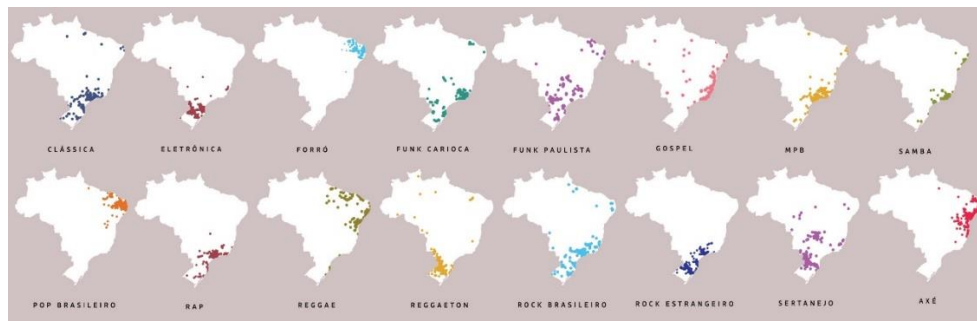 CLÁSSICA
ELETRÔNICA
FORRÓ
FUNK CARIOCA
FUNK PAULISTA
GOSPEL
MPB
SAMBA
POP BRASILEIRO
RAP
REGGAE
REGGAETON
ROCK BRASILEIRO
ROCK ESTRANGEIRO
SERTANEJO
AXÉ